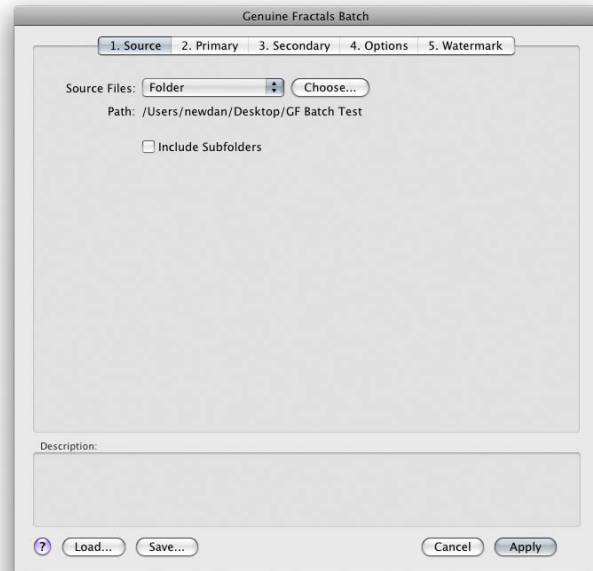 Genuine Fractals Batch
1. Source 2. Primary 3. Secondary 4. Options 5. Watermark
Source Files: Folder Choose...
Path: /Users/newdan/Desktop/GF Batch Test
Include Subfolders
Description:
? Load... Save... Cancel Apply